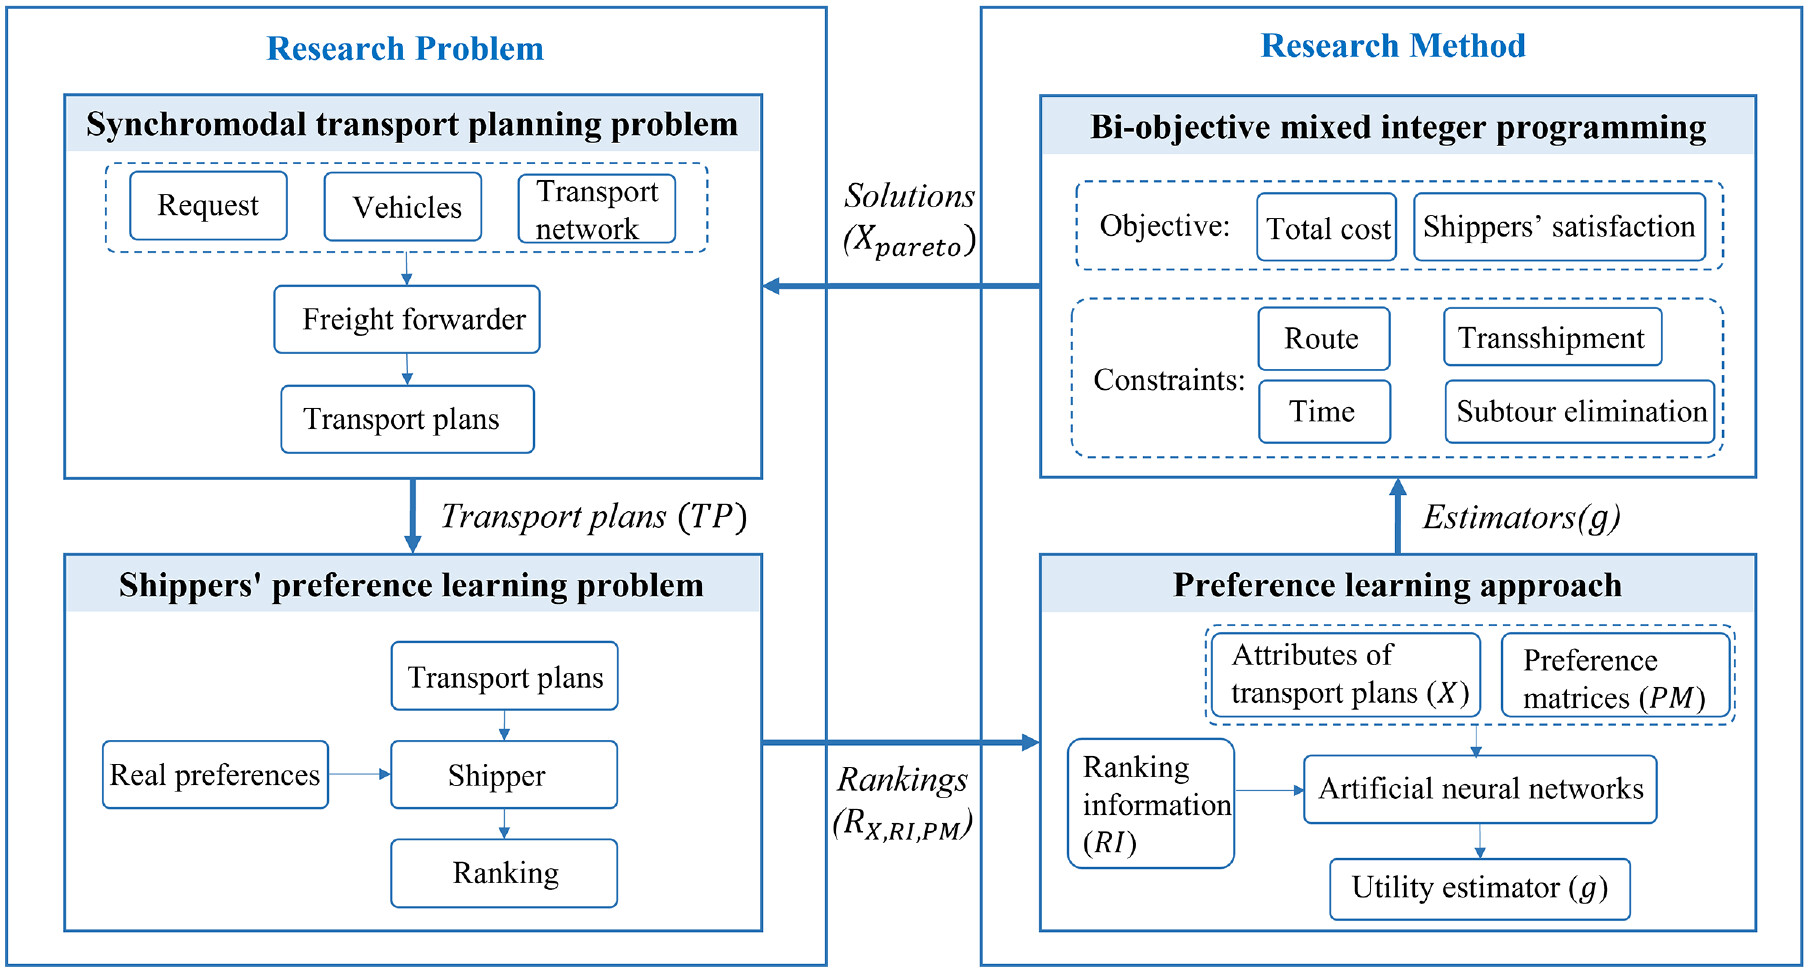 Research Problem
Synchromodal transport planning problem
Request
Vehicles
Transport
network
Freight forwarder
Transport plans
Transport plans (TP)
Shippers' preference learning problem
Transport plans
Real preferences
Shipper
Ranking
Solutions
(X_pareto)
Rankings
(R_X,RI,PM)
Research Method
Bi-objective mixed integer programming
Objective:
Total cost
Shippers’ satisfaction
Constraints:
Route
Transshipment
Time
Subtour elimination
Estimators(g)
Preference learning approach
Attributes of
transport plans (X)
Preference
matrices (PM)
Ranking
information
(RI)
Artificial neural networks
Utility estimator (g)